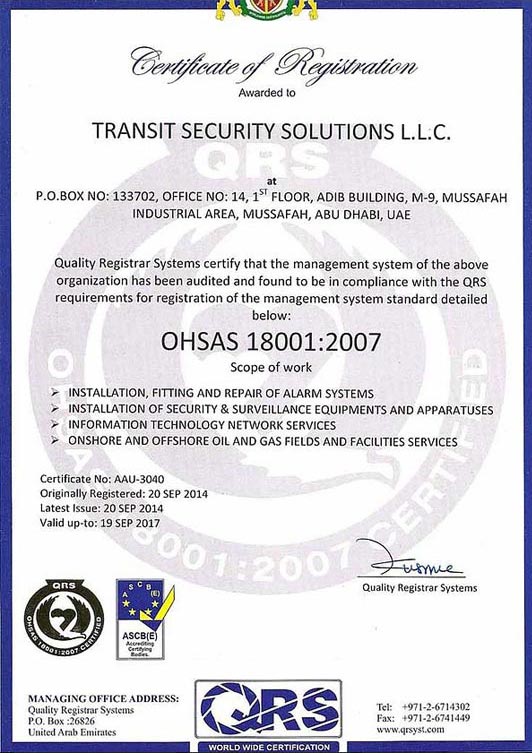 Certificate of Registration
Awarded to
TRANSIT SECURITY SOLUTIONS L.L.C.
QRS
at
P.O.BOX NO: 133702, OFFICE NO: 14, 1ST FLOOR, ADIB BUILDING, M-9, MUSSAFAH
INDUSTRIAL AREA, MUSSAFAH, ABU DHABI, UAE
Quality Registrar Systems certify that the management system of the above
organization has been audited and found to be in compliance with the QRS
requirements for registration of the management system standard detailed
below:
OHSAS 18001:2007
Scope of work
➢ INSTALLATION, FITTING AND REPAIR OF ALARM SYSTEMS
➢ INSTALLATION OF SECURITY & SURVEILLANCE EQUIPMENTS AND APPARATUSES
➢ INFORMATION TECHNOLOGY NETWORK SERVICES
➢ ONSHORE AND OFFSHORE OIL AND GAS FIELDS AND FACILITIES SERVICES
OHSAS 18001:2007 CERTIFIED
Certificate No: AAU-3040
Originally Registered: 20 SEP 2014
Latest Issue: 20 SEP 2014
Valid up-to: 19 SEP 2017
Quality Registrar Systems
QRS
OHSAS 18001:2007 CERTIFIED
ASCB(E)
ASCB(E)
Accrediting
Certifying
Bodies.
MANAGING OFFICE ADDRESS:
Quality Registrar Systems
P.O. Box :26826
United Arab Emirates
QRS
WORLD WIDE CERTIFICATION
Tel: +971-2-6714302
Fax: +971-2-6741449
www.qrsyst.com